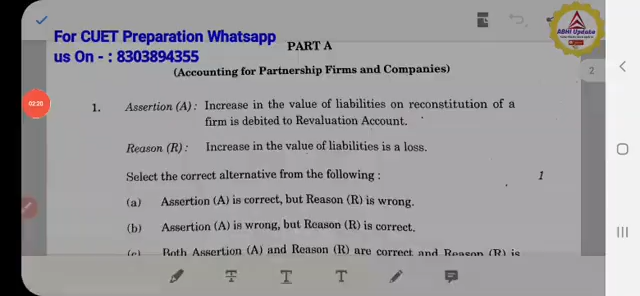 For CUET Preparation Whatsapp
us On - : 8303894355
ABHI Update
PART A
(Accounting for Partnership Firms and Companies)
2
02:20
1. Assertion (A) : Increase in the value of liabilities on reconstitution of a
firm is debited to Revaluation Account.
Reason (R) : Increase in the value of liabilities is a loss.
Select the correct alternative from the following : 1
(a) Assertion (A) is correct, but Reason (R) is wrong.
(b) Assertion (A) is wrong, but Reason (R) is correct.
(c) Both Assertion (A) and Reason (R) are correct and Reason (R) is
T T T